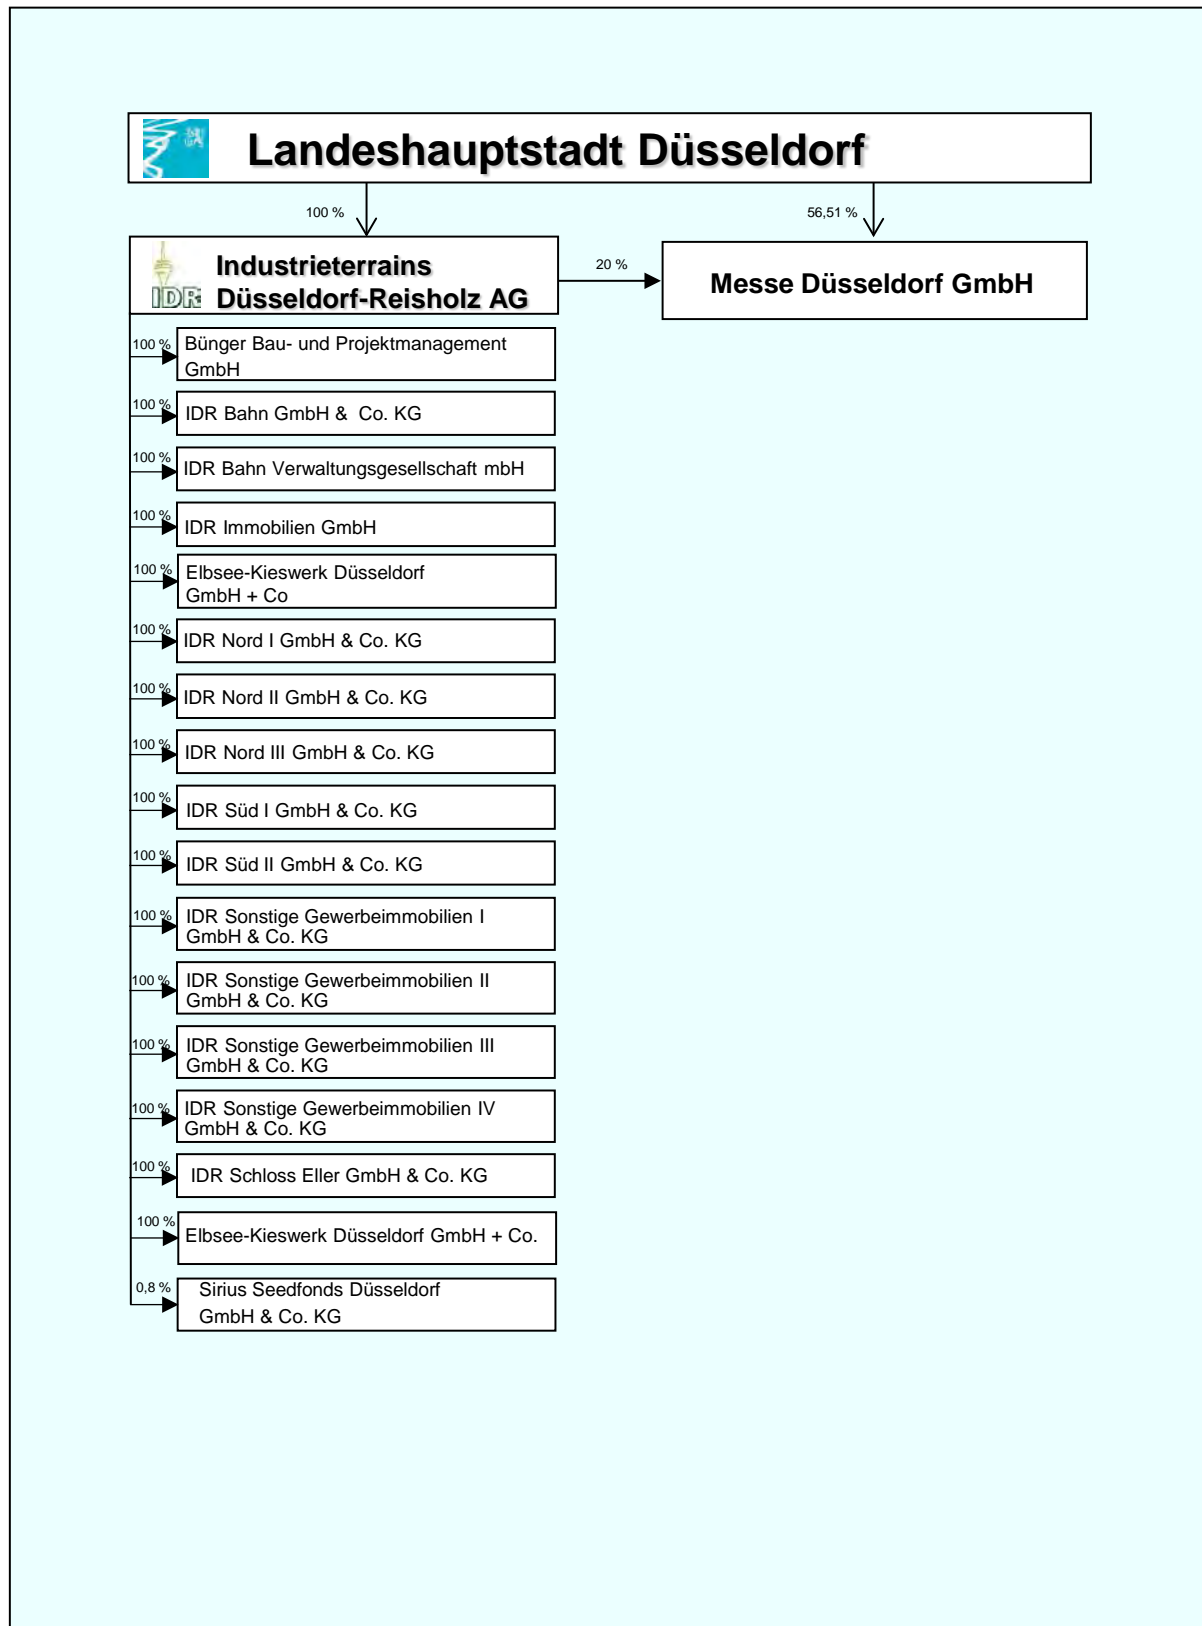 Landeshauptstadt Düsseldorf
100 %
56,51 %
IDR
Industrieterrains
Düsseldorf-Reisholz AG
20 %
Messe Düsseldorf GmbH
100 %
Bünger Bau- und Projektmanagement
GmbH
100 %
IDR Bahn GmbH & Co. KG
100 %
IDR Bahn Verwaltungsgesellschaft mbH
100 %
IDR Immobilien GmbH
100 %
Elbsee-Kieswerk Düsseldorf
GmbH + Co
100 %
IDR Nord I GmbH & Co. KG
100 %
IDR Nord II GmbH & Co. KG
100 %
IDR Nord III GmbH & Co. KG
100 %
IDR Süd I GmbH & Co. KG
100 %
IDR Süd II GmbH & Co. KG
100 %
IDR Sonstige Gewerbeimmobilien I
GmbH & Co. KG
100 %
IDR Sonstige Gewerbeimmobilien II
GmbH & Co. KG
100 %
IDR Sonstige Gewerbeimmobilien III
GmbH & Co. KG
100 %
IDR Sonstige Gewerbeimmobilien IV
GmbH & Co. KG
100 %
IDR Schloss Eller GmbH & Co. KG
100 %
Elbsee-Kieswerk Düsseldorf GmbH + Co.
0,8 %
Sirius Seedfonds Düsseldorf
GmbH & Co. KG